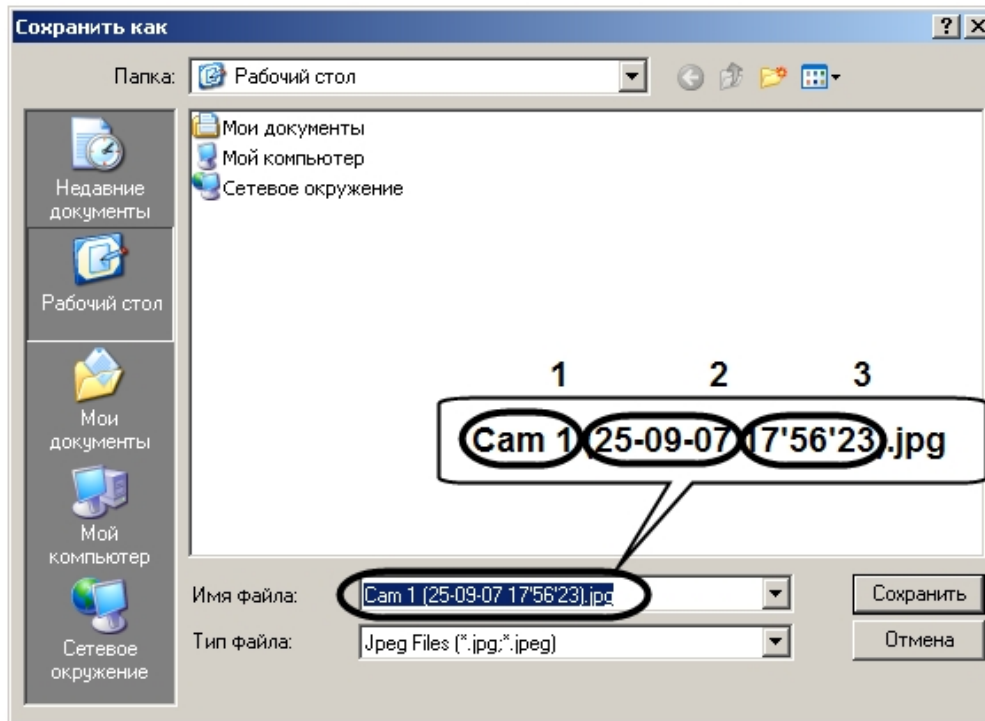 Сохранить как
Папка: Рабочий стол
Мои документы
Мой компьютер
Сетевое окружение
Недавние
документы
Рабочий стол
Мои
документы
Мой
компьютер
Сетевое
окружение
1 2 3
Cam 1 (25-09-07 17'56'23).jpg
Имя файла: Cam 1 (25-09-07 17'56'23).jpg Сохранить
Тип файла: Jpeg Files (*.jpg;*.jpeg) Отмена